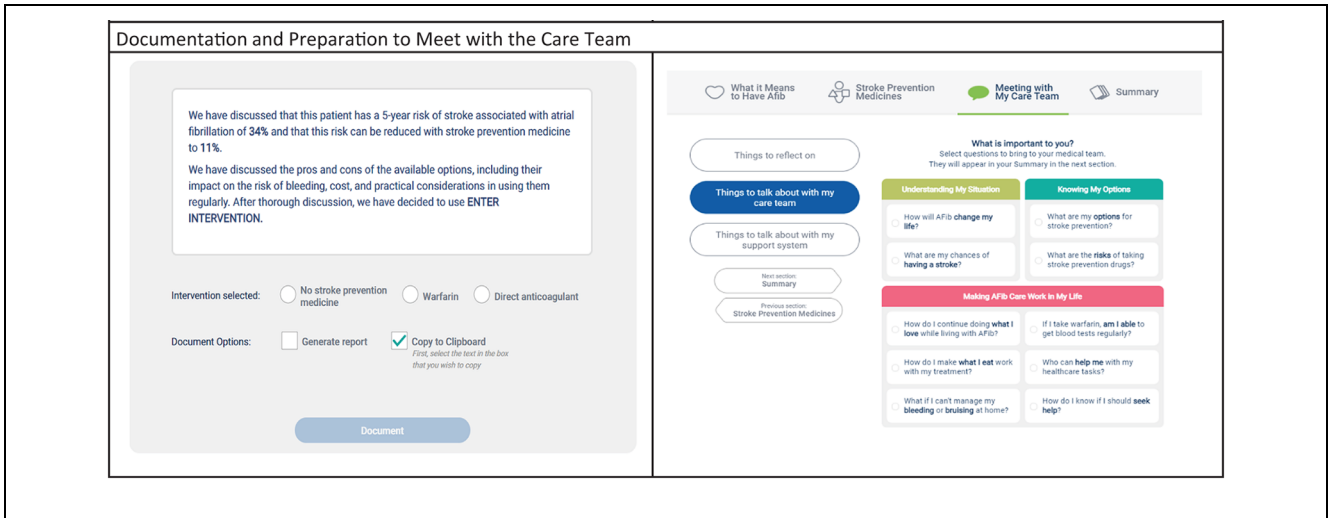 Documentation and Preparation to Meet with the Care Team
We have discussed that this patient has a 5-year risk of stroke associated with atrial
fibrillation of 34% and that this risk can be reduced with stroke prevention medicine
to 11%.
We have discussed the pros and cons of the available options, including their
impact on the risk of bleeding, cost, and practical considerations in using them
regularly. After thorough discussion, we have decided to use ENTER
INTERVENTION.
Intervention selected:
No stroke prevention
medicine
Warfarin
Direct anticoagulant
Document Options:
Generate report
Copy to Clipboard
First, select the text in the box
that you wish to copy
Document
What it Means
to Have Afib
Stroke Prevention
Medicines
Meeting with
My Care Team
Summary
Things to reflect on
Things to talk about with my
care team
Things to talk about with my
support system
Next section:
Summary
Previous section:
Stroke Prevention Medicines
What is important to you?
Select questions to bring to your medical team.
They will appear in your Summary in the next section.
Understanding My Situation
How will AFib change my
life?
What are my chances of
having a stroke?
Knowing My Options
What are my options for
stroke prevention?
What are the risks of taking
stroke prevention drugs?
Making AFib Care Work in My Life
How do I continue doing what I
love while living with AFib?
If I take warfarin, am I able to
get blood tests regularly?
How do I make what I eat work
with my treatment?
Who can help me with my
healthcare tasks?
What if I can't manage my
bleeding or bruising at home?
How do I know if I should seek
help?